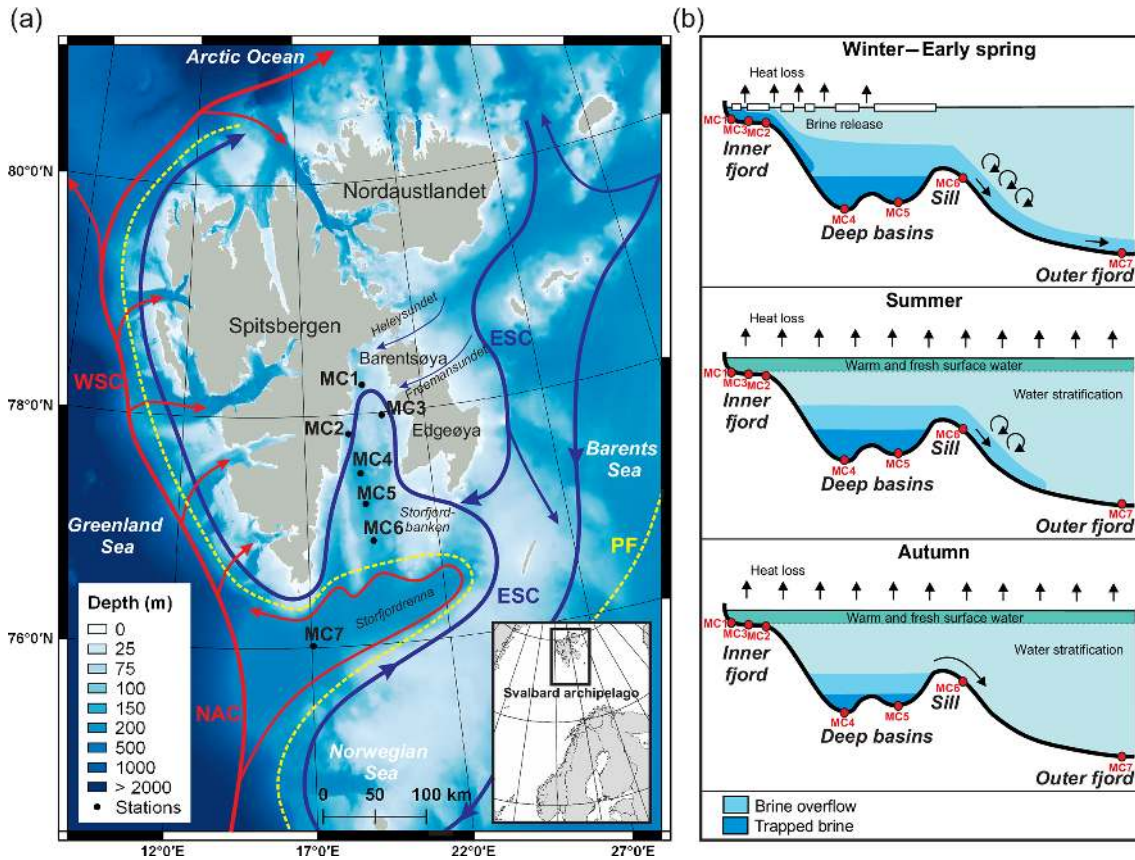 (a)
Arctic Ocean
80°0'N
Nordaustlandet
Heleysundet
Spitsbergen
ESC
Barentsøya
Freemansundet
WSC
MC1
78°0'N
MC3
MC2
Edgeøya
Barents
Sea
MC4
MC5
Storfjord-
banken
MC6
Greenland
Sea
PF
ESC
Depth (m)
0
25
75
100
150
200
500
1000
> 2000
Stations
Storfjordrenna
76°0'N
MC7
NAC
Svalbard archipelago
Norwegian
Sea
0 50 100 km
12°0'E 17°0'E 22°0'E 27°0'E
(b)
Winter—Early spring
Heat loss
Brine release
MC1
MC3 MC2
Inner
fjord
MC6
Sill
MC4
MC5
Deep basins
MC7
Outer fjord
Summer
Heat loss
Warm and fresh surface water
MC1
MC3 MC2
Inner
fjord
Water stratification
MC6
Sill
MC4
MC5
Deep basins
MC7
Outer fjord
Autumn
Heat loss
Warm and fresh surface water
MC1
MC3 MC2
Inner
fjord
Water stratification
MC6
Sill
MC4
MC5
Deep basins
MC7
Outer fjord
Brine overflow
Trapped brine